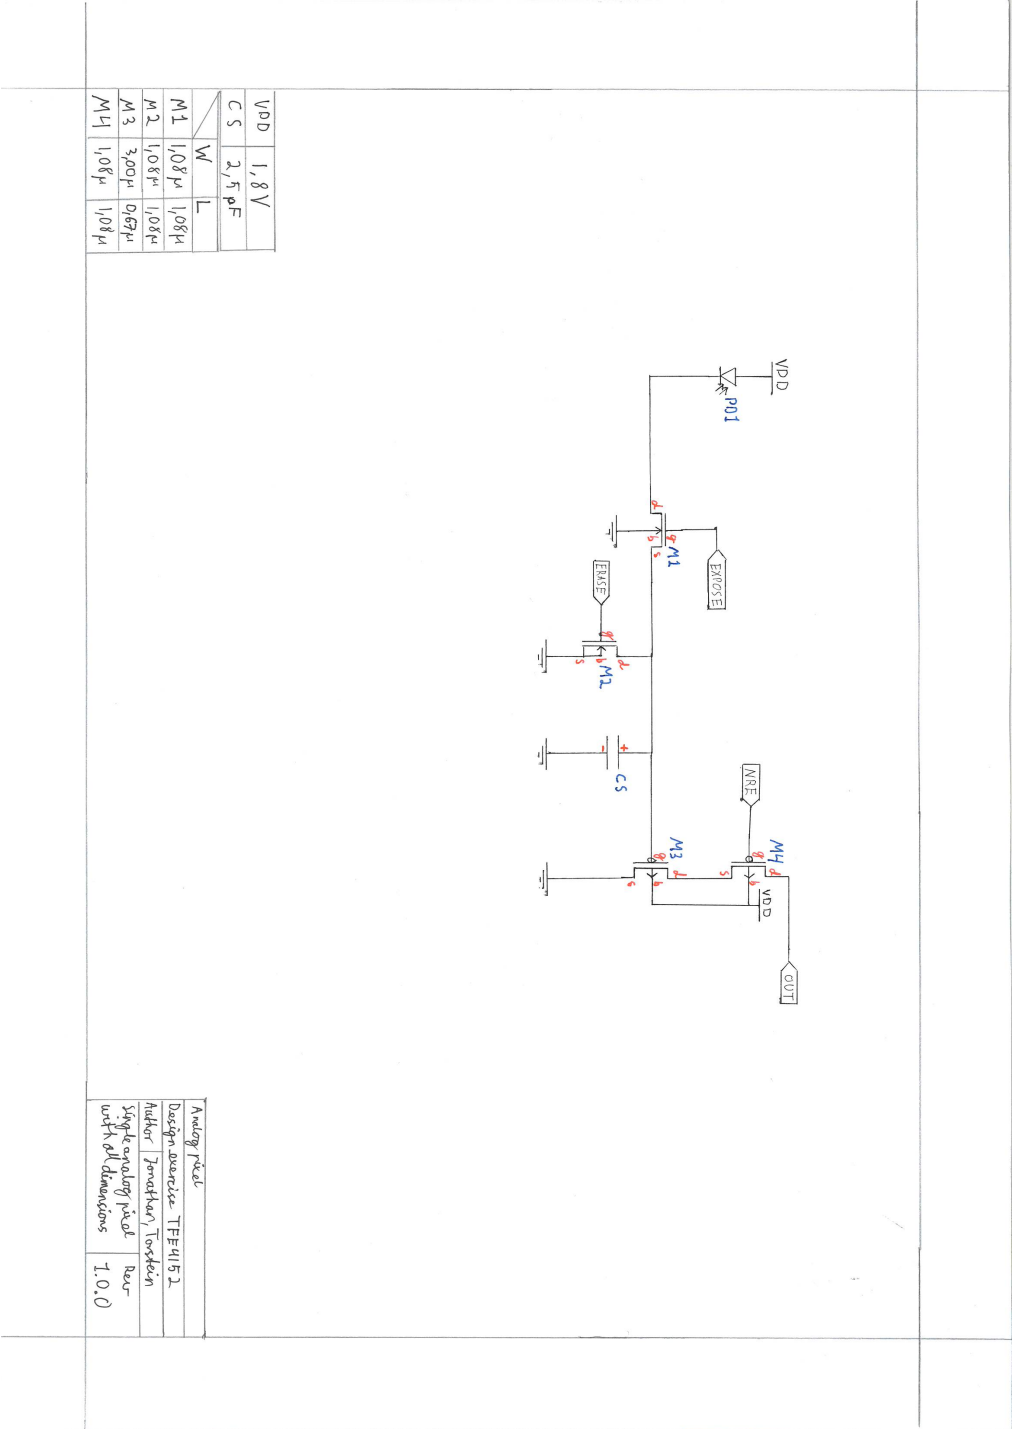 VDD
PD1
EXPOSE
d
g
b
s
M1
ERASE
g
d
b
s
M2
+
-
CS
NRE
M4
g
d
s
b
VDD
M3
g
d
b
s
OUT
VDD 1,8V
CS 2,5pF
W L
M1 1,08µ 1,08µ
M2 1,08µ 1,08µ
M3 3,00µ 0,67µ
M4 1,08µ 1,08µ
Analog pixel
Design exercise TFE4152
Author Jonathan, Torstein
Single analog pixel Rev
with all dimensions 1.0.0